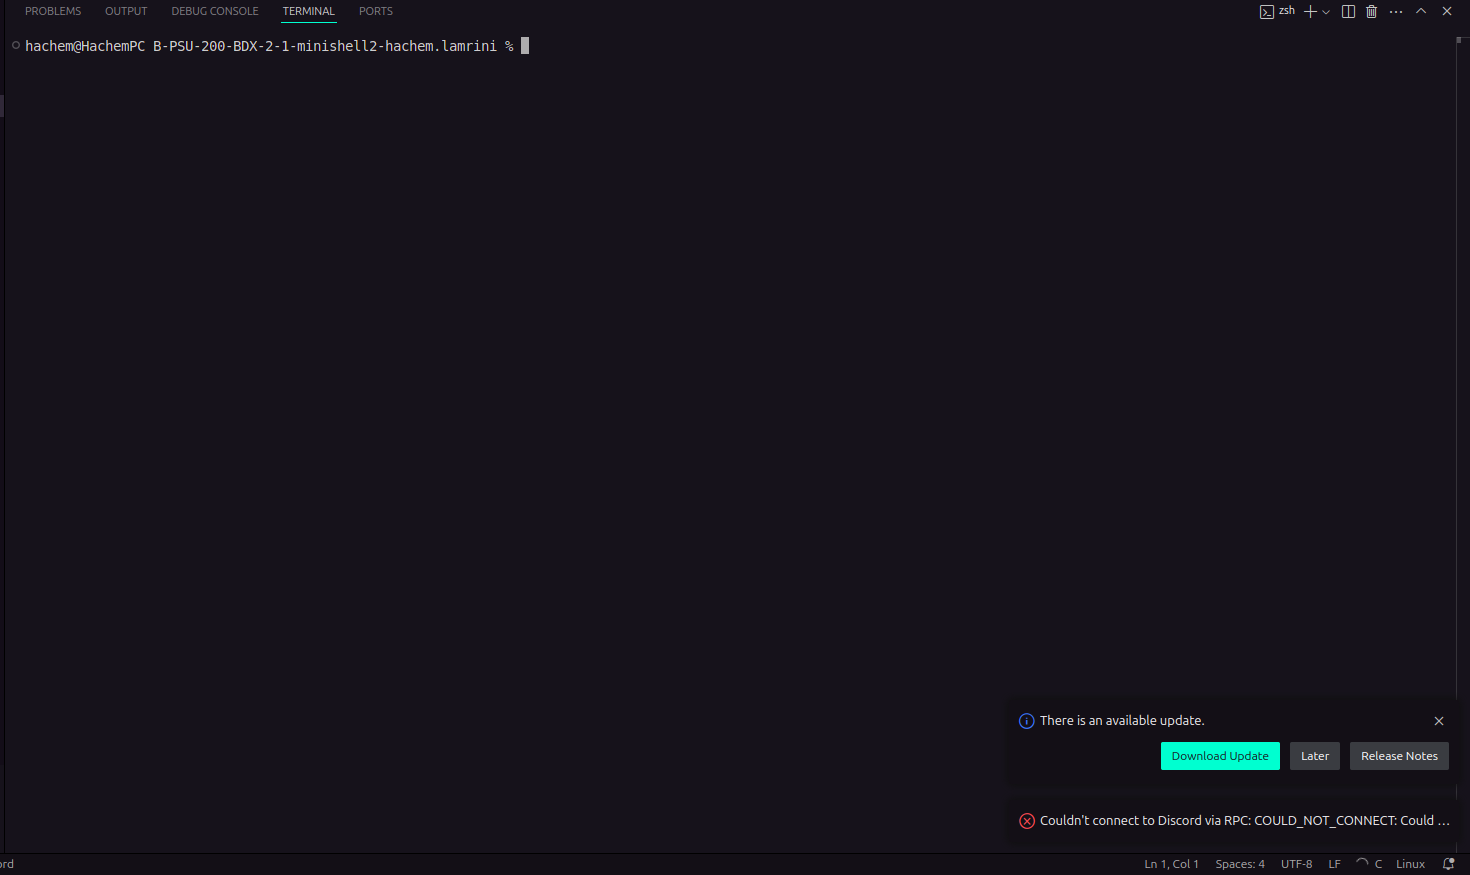 PROBLEMS OUTPUT DEBUG CONSOLE TERMINAL PORTS zsh
hachem@HachemPC B-PSU-200-BDX-2-1-minishell2-hachem.lamrini %
There is an available update.
Download Update Later Release Notes
Couldn't connect to Discord via RPC: COULD_NOT_CONNECT: Could ...
ord Ln 1, Col 1 Spaces: 4 UTF-8 LF C Linux